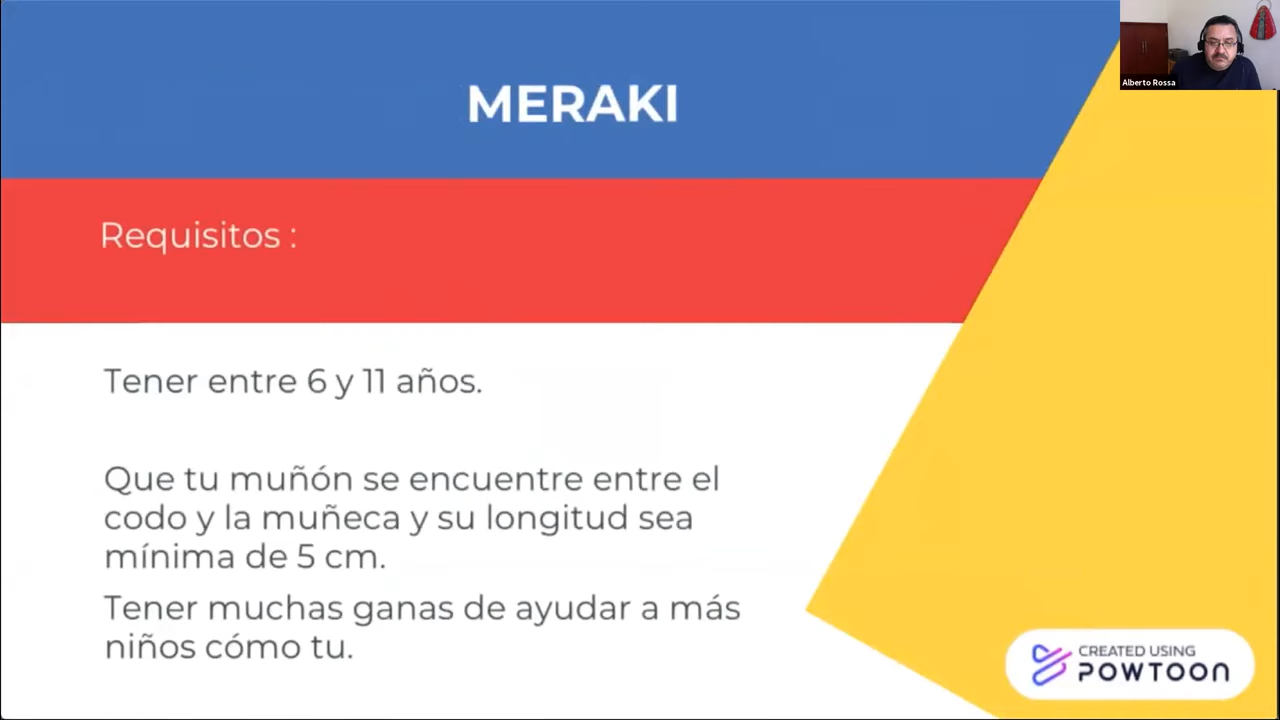 MERAKI
Alberto Rossa
Requisitos :
Tener entre 6 y 11 años.
Que tu muñón se encuentre entre el
codo y la muñeca y su longitud sea
mínima de 5 cm.
Tener muchas ganas de ayudar a más
niños cómo tu.
CREATED USING
POWTOON